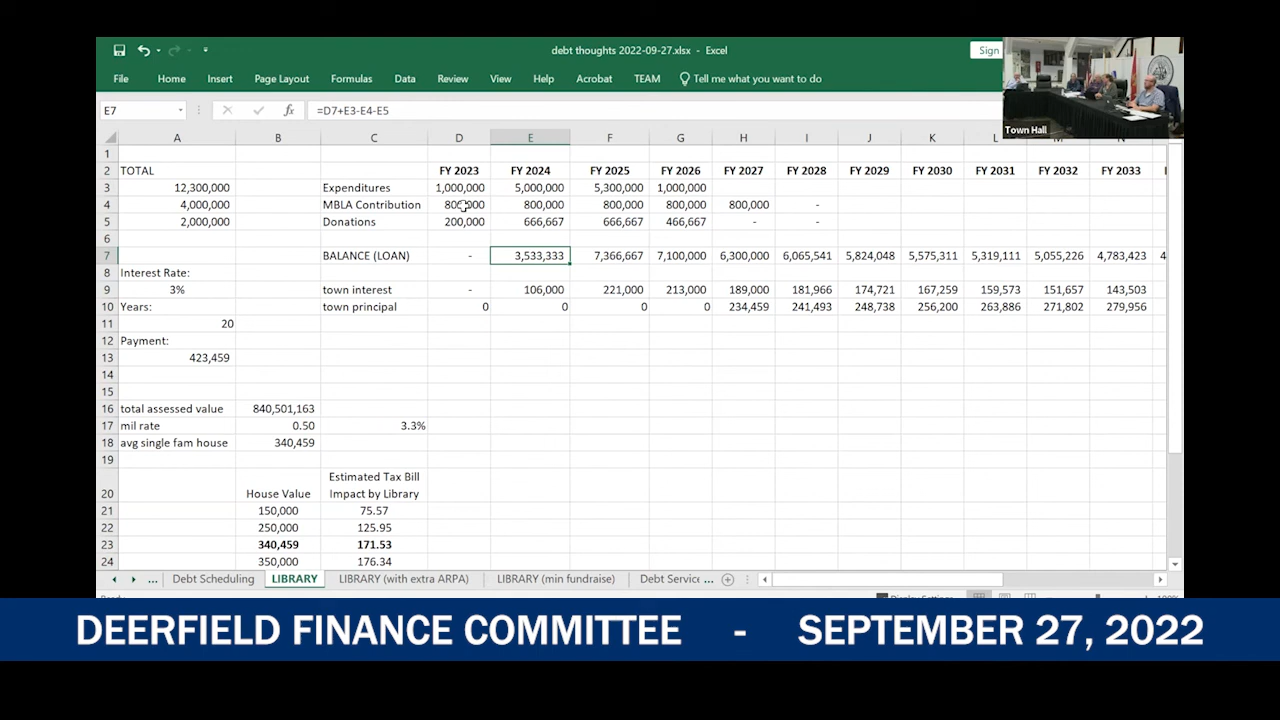 debt thoughts 2022-09-27.xlsx - Excel
Sign
File Home Insert Page Layout Formulas Data Review View Help Acrobat TEAM Tell me what you want to do
E7 fx =D7+E3-E4-E5
Town Hall
A B C D E F G H I J K L M N
1
2 TOTAL FY 2023 FY 2024 FY 2025 FY 2026 FY 2027 FY 2028 FY 2029 FY 2030 FY 2031 FY 2032 FY 2033
3 12,300,000 Expenditures 1,000,000 5,000,000 5,300,000 1,000,000
4 4,000,000 MBLA Contribution 800,000 800,000 800,000 800,000 800,000 -
5 2,000,000 Donations 200,000 666,667 666,667 466,667 - -
6
7 BALANCE (LOAN) - 3,533,333 7,366,667 7,100,000 6,300,000 6,065,541 5,824,048 5,575,311 5,319,111 5,055,226 4,783,423 4
8 Interest Rate:
9 3% town interest - 106,000 221,000 213,000 189,000 181,966 174,721 167,259 159,573 151,657 143,503
10 Years: town principal 0 0 0 0 234,459 241,493 248,738 256,200 263,886 271,802 279,956
11 20
12 Payment:
13 423,459
14
15
16 total assessed value 840,501,163
17 mil rate 0.50 3.3%
18 avg single fam house 340,459
19
Estimated Tax Bill
20 House Value Impact by Library
21 150,000 75.57
22 250,000 125.95
23 340,459 171.53
24 350,000 176.34
... Debt Scheduling LIBRARY LIBRARY (with extra ARPA) LIBRARY (min fundraise) Debt Service ...
DEERFIELD FINANCE COMMITTEE - SEPTEMBER 27, 2022